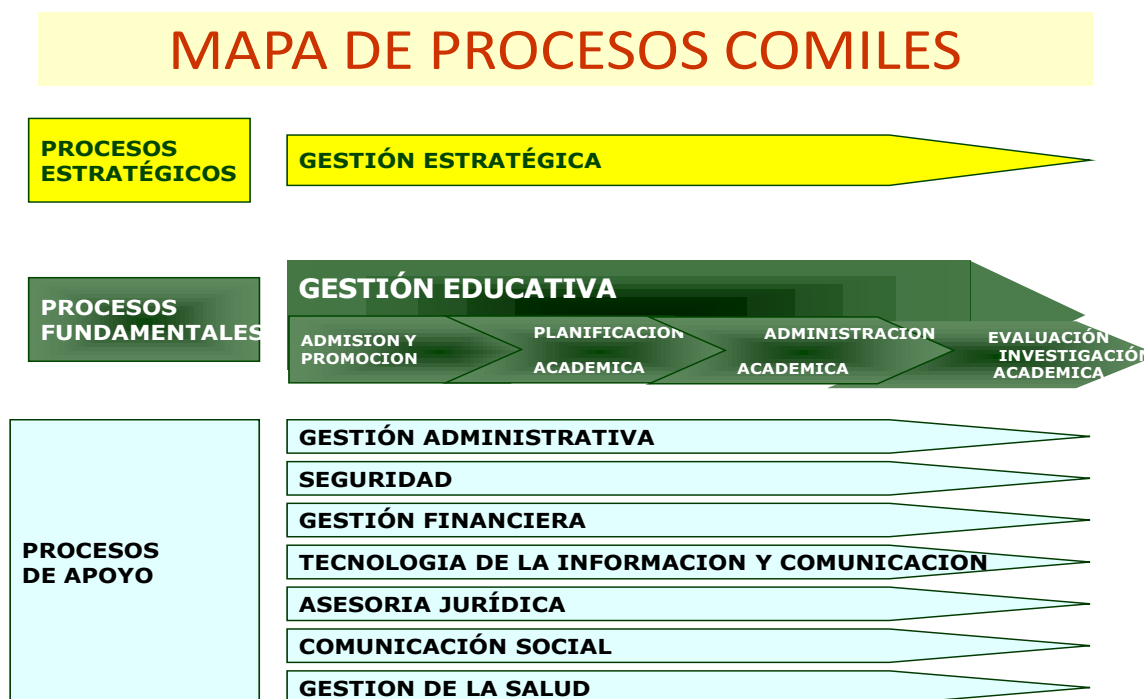 MAPA DE PROCESOS COMILES
PROCESOS
ESTRATÉGICOS
GESTIÓN ESTRATÉGICA
PROCESOS
FUNDAMENTALES
GESTIÓN EDUCATIVA
ADMISION Y
PROMOCION
PLANIFICACION
ACADEMICA
ADMINISTRACION
ACADEMICA
EVALUACIÓN
INVESTIGACIÓN
ACADEMICA
PROCESOS
DE APOYO
GESTIÓN ADMINISTRATIVA
SEGURIDAD
GESTIÓN FINANCIERA
TECNOLOGIA DE LA INFORMACION Y COMUNICACION
ASESORIA JURÍDICA
COMUNICACIÓN SOCIAL
GESTION DE LA SALUD